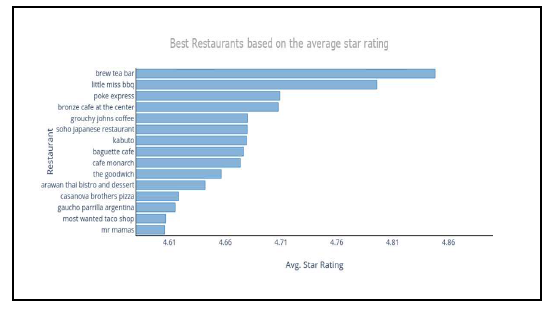 Best Restaurants based on the average star rating
brew tea bar
little miss bbq
poke express
bronze cafe at the center
grouchy johns coffee
soho japanese restaurant
kabuto
baguette cafe
cafe monarch
the goodwich
arawan thai bistro and dessert
casanova brothers pizza
gaucho parrilla argentina
most wanted taco shop
mr mamas
Restaurant
4.61 4.66 4.71 4.76 4.81 4.86
Avg. Star Rating